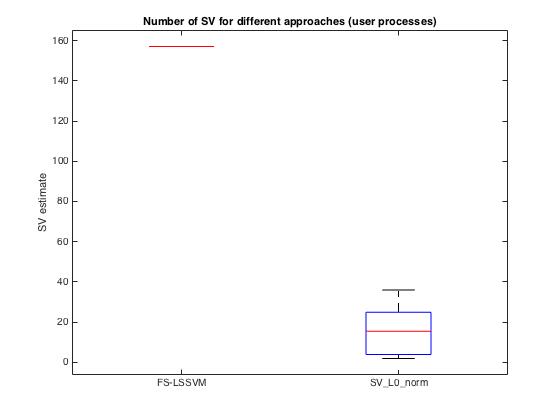 Number of SV for different approaches (user processes)
SV estimate
160
140
120
100
80
60
40
20
0
FS-LSSVM
SV_L0_norm